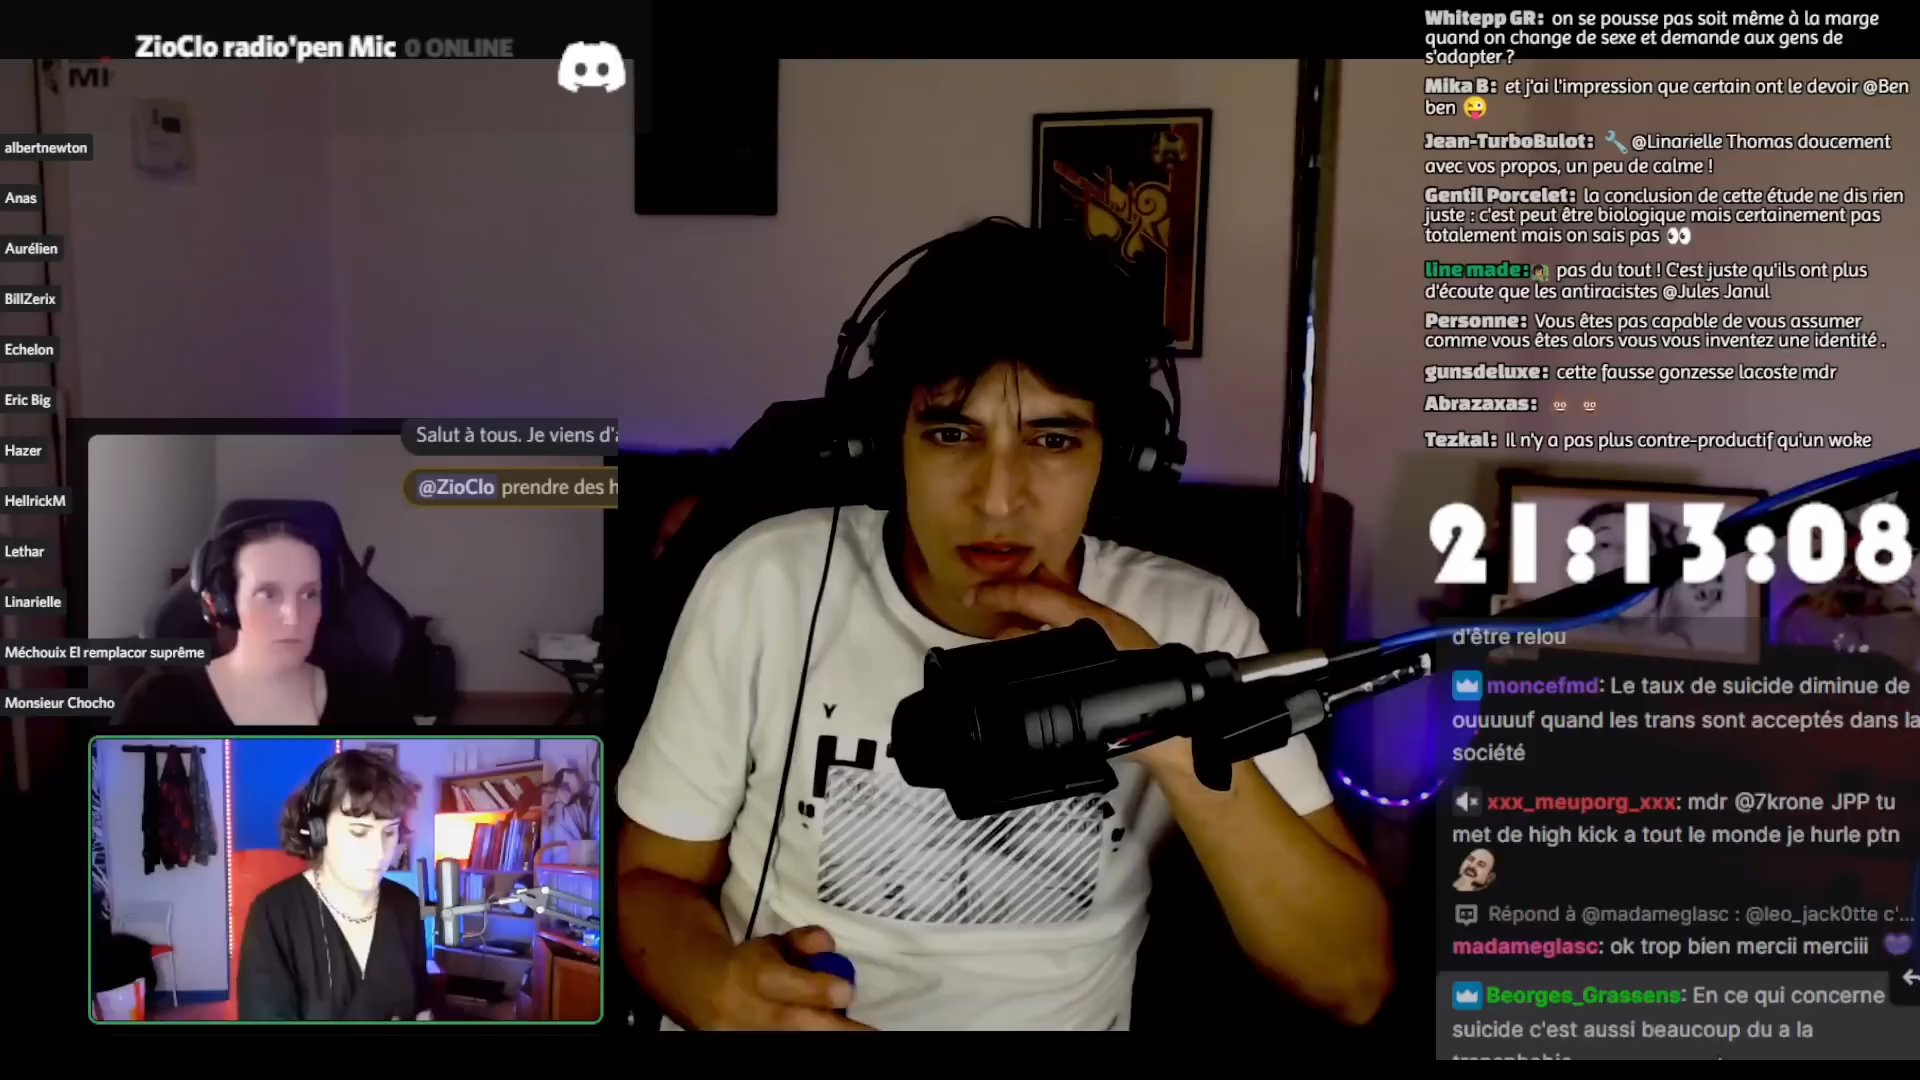 ZioClo radio'pen Mic 0 ONLINE
MI
albertnewton
Anas
Aurélien
BillZerix
Echelon
Eric Big
Hazer
HellrickM
Lethar
Linarielle
Méchouix El remplacor suprême
Monsieur Chocho
Salut à tous. Je viens d'a
@ZioClo prendre des h
Y
H
Whitepp GR: on se pousse pas soit même à la marge
quand on change de sexe et demande aux gens de
s'adapter ?
Mika B: et j'ai l'impression que certain ont le devoir @Ben
ben 😜
Jean-TurboBulot: 🔧 @Linarielle Thomas doucement
avec vos propos, un peu de calme !
Gentil Porcelet: la conclusion de cette étude ne dis rien
juste : c'est peut être biologique mais certainement pas
totalement mais on sais pas 👀
line made: pas du tout ! C'est juste qu'ils ont plus
d'écoute que les antiracistes @Jules Janul
Personne: Vous êtes pas capable de vous assumer
comme vous êtes alors vous vous inventez une identité .
gunsdeluxe: cette fausse gonzesse lacoste mdr
Abrazaxas:
Tezkal: Il n'y a pas plus contre-productif qu'un woke
21:13:08
d'être relou
moncefmd: Le taux de suicide diminue de
ouuuuuf quand les trans sont acceptés dans la
société
xxx_meuporg_xxx: mdr @7krone JPP tu
met de high kick a tout le monde je hurle ptn
Répond à @madameglasc : @leo_jack0tte c'...
madameglasc: ok trop bien mercii merciii 💜
Beorges_Grassens: En ce qui concerne
suicide c'est aussi beaucoup du a la